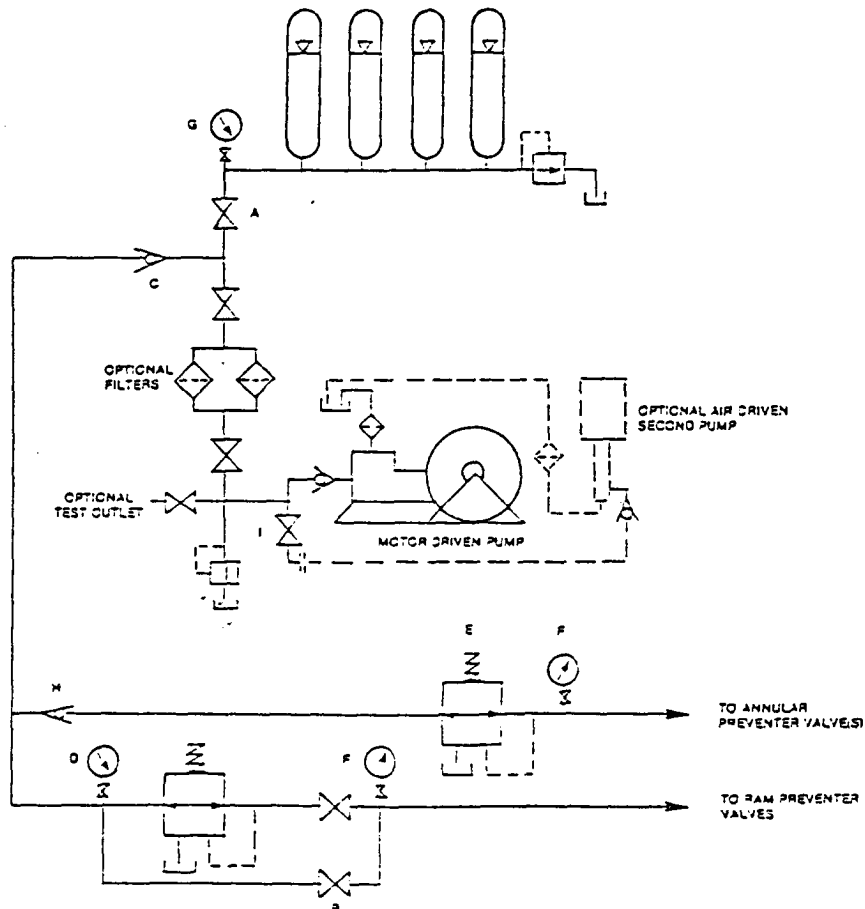 G
A
C
OPTIONAL
FILTERS
OPTIONAL AIR DRIVEN
SECOND PUMP
OPTIONAL
TEST OUTLET
I
MOTOR DRIVEN PUMP
E
F
H
TO ANNULAR
PREVENTER VALVE(S)
D
F
TO RAM PREVENTER
VALVES